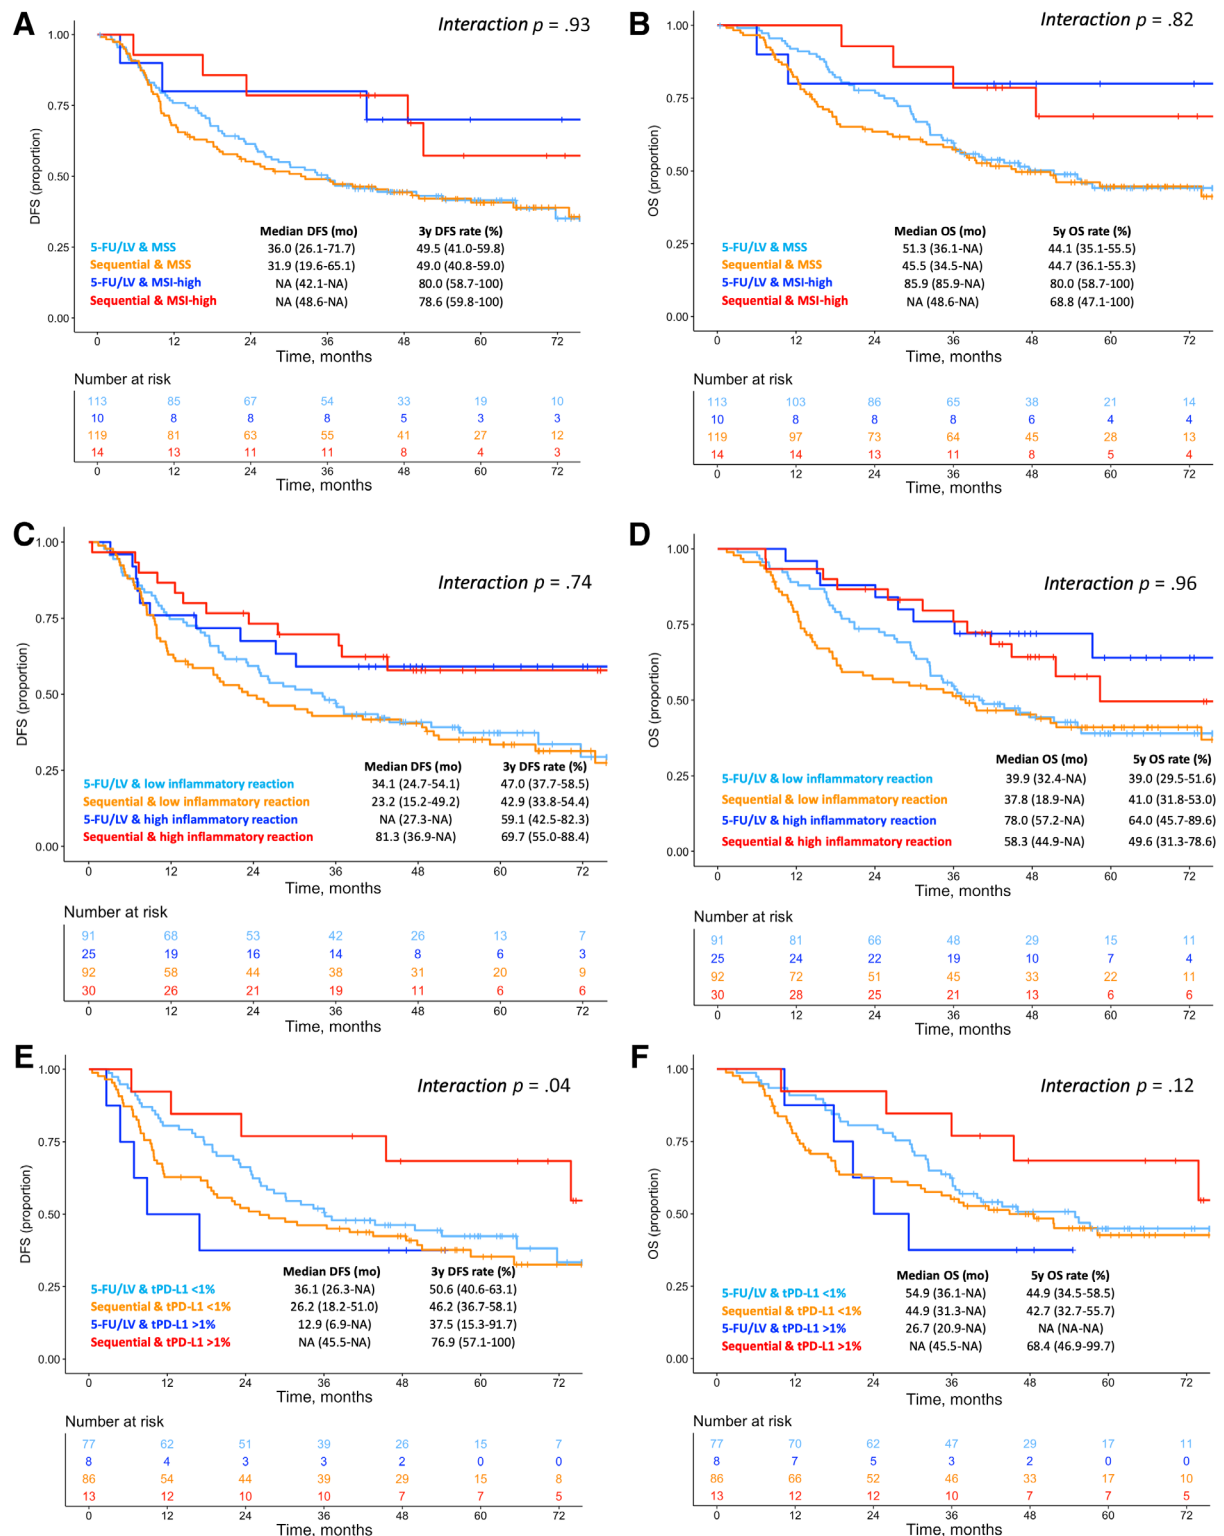 A
Interaction p = .93
1.00
0.75
0.50
0.25
0.00
DFS (proportion)
Median DFS (mo) 3y DFS rate (%)
5-FU/LV & MSS 36.0 (26.1-71.7) 49.5 (41.0-59.8)
Sequential & MSS 31.9 (19.6-65.1) 49.0 (40.8-59.0)
5-FU/LV & MSI-high NA (42.1-NA) 80.0 (58.7-100)
Sequential & MSI-high NA (48.6-NA) 78.6 (59.8-100)
0 12 24 36 48 60 72
Time, months
Number at risk
113 85 67 54 33 19 10
10 8 8 8 5 3 3
119 81 63 55 41 27 12
14 13 11 11 8 4 3
0 12 24 36 48 60 72
Time, months
B
Interaction p = .82
1.00
0.75
0.50
0.25
0.00
OS (proportion)
Median OS (mo) 5y OS rate (%)
5-FU/LV & MSS 51.3 (36.1-NA) 44.1 (35.1-55.5)
Sequential & MSS 45.5 (34.5-NA) 44.7 (36.1-55.3)
5-FU/LV & MSI-high 85.9 (85.9-NA) 80.0 (58.7-100)
Sequential & MSI-high NA (48.6-NA) 68.8 (47.1-100)
0 12 24 36 48 60 72
Time, months
Number at risk
113 103 86 65 38 21 14
10 8 8 8 6 4 4
119 97 73 64 45 28 13
14 14 13 11 8 5 4
0 12 24 36 48 60 72
Time, months
C
Interaction p = .74
1.00
0.75
0.50
0.25
0.00
DFS (proportion)
Median DFS (mo) 3y DFS rate (%)
5-FU/LV & low inflammatory reaction 34.1 (24.7-54.1) 47.0 (37.7-58.5)
Sequential & low inflammatory reaction 23.2 (15.2-49.2) 42.9 (33.8-54.4)
5-FU/LV & high inflammatory reaction NA (27.3-NA) 59.1 (42.5-82.3)
Sequential & high inflammatory reaction 81.3 (36.9-NA) 69.7 (55.0-88.4)
0 12 24 36 48 60 72
Time, months
Number at risk
91 68 53 42 26 13 7
25 19 16 14 8 6 3
92 58 44 38 31 20 9
30 26 21 19 11 6 6
0 12 24 36 48 60 72
Time, months
D
Interaction p = .96
1.00
0.75
0.50
0.25
0.00
OS (proportion)
Median OS (mo) 5y OS rate (%)
5-FU/LV & low inflammatory reaction 39.9 (32.4-NA) 39.0 (29.5-51.6)
Sequential & low inflammatory reaction 37.8 (18.9-NA) 41.0 (31.8-53.0)
5-FU/LV & high inflammatory reaction 78.0 (57.2-NA) 64.0 (45.7-89.6)
Sequential & high inflammatory reaction 58.3 (44.9-NA) 49.6 (31.3-78.6)
0 12 24 36 48 60 72
Time, months
Number at risk
91 81 66 48 29 15 11
25 24 22 19 10 7 4
92 72 51 45 33 22 11
30 28 25 21 13 6 6
0 12 24 36 48 60 72
Time, months
E
Interaction p = .04
1.00
0.75
0.50
0.25
0.00
DFS (proportion)
Median DFS (mo) 3y DFS rate (%)
5-FU/LV & tPD-L1 <1% 36.1 (26.3-NA) 50.6 (40.6-63.1)
Sequential & tPD-L1 <1% 26.2 (18.2-51.0) 46.2 (36.7-58.1)
5-FU/LV & tPD-L1 >1% 12.9 (6.9-NA) 37.5 (15.3-91.7)
Sequential & tPD-L1 >1% NA (45.5-NA) 76.9 (57.1-100)
0 12 24 36 48 60 72
Time, months
Number at risk
77 62 51 39 26 15 7
8 4 3 3 2 0 0
86 54 44 39 29 15 8
13 12 10 10 7 7 5
0 12 24 36 48 60 72
Time, months
F
Interaction p = .12
1.00
0.75
0.50
0.25
0.00
OS (proportion)
Median OS (mo) 5y OS rate (%)
5-FU/LV & tPD-L1 <1% 54.9 (36.1-NA) 44.9 (34.5-58.5)
Sequential & tPD-L1 <1% 44.9 (31.3-NA) 42.7 (32.7-55.7)
5-FU/LV & tPD-L1 >1% 26.7 (20.9-NA) NA (NA-NA)
Sequential & tPD-L1 >1% NA (45.5-NA) 68.4 (46.9-99.7)
0 12 24 36 48 60 72
Time, months
Number at risk
77 70 62 47 29 17 11
8 7 5 3 2 0 0
86 66 52 46 33 17 10
13 12 12 10 7 7 5
0 12 24 36 48 60 72
Time, months